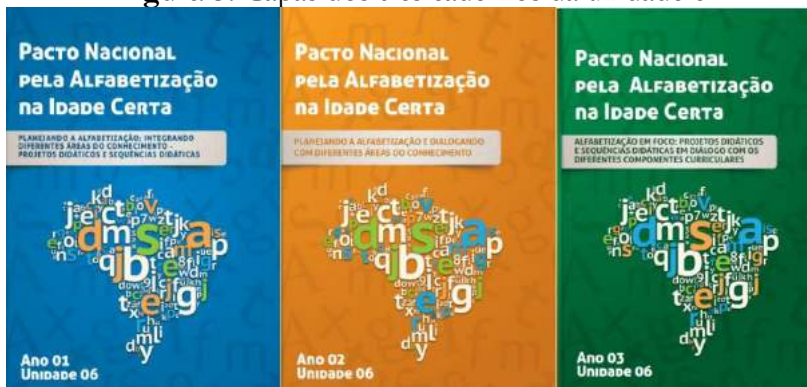 Pacto Nacional
pela Alfabetização
na Idade Certa
PLANEJANDO A ALFABETIZAÇÃO: INTEGRANDO
DIFERENTES ÁREAS DO CONHECIMENTO -
PROJETOS DIDÁTICOS E SEQUÊNCIAS DIDÁTICAS
Ano 01
Unidade 06
Pacto Nacional
pela Alfabetização
na Idade Certa
PLANEJANDO A ALFABETIZAÇÃO E DIALOGANDO
COM DIFERENTES ÁREAS DO CONHECIMENTO
Ano 02
Unidade 06
Pacto Nacional
pela Alfabetização
na Idade Certa
ALFABETIZAÇÃO EM FOCO: PROJETOS DIDÁTICOS
E SEQUÊNCIAS DIDÁTICAS EM DIÁLOGO COM OS
DIFERENTES COMPONENTES CURRICULARES
Ano 03
Unidade 06